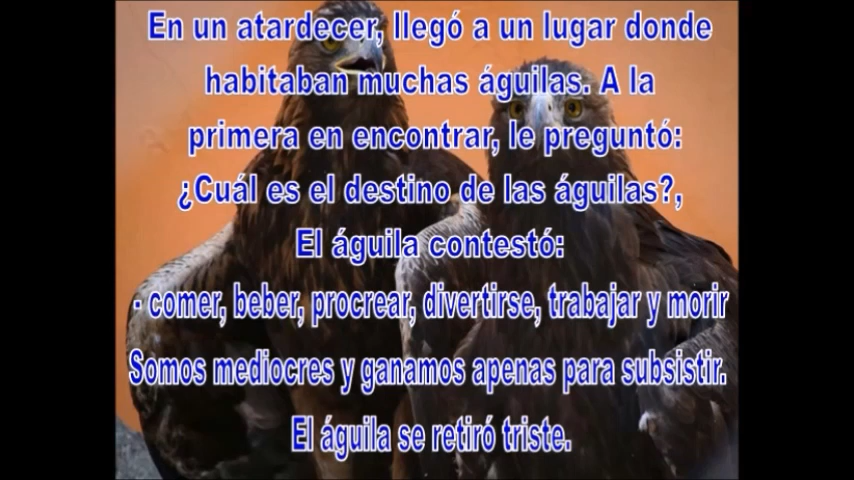 En un atardecer, llegó a un lugar donde
habitaban muchas águilas. A la
primera en encontrar, le preguntó:
¿Cuál es el destino de las águilas?,
El águila contestó:
- comer, beber, procrear, divertirse, trabajar y morir
Somos mediocres y ganamos apenas para subsistir.
El águila se retiró triste.